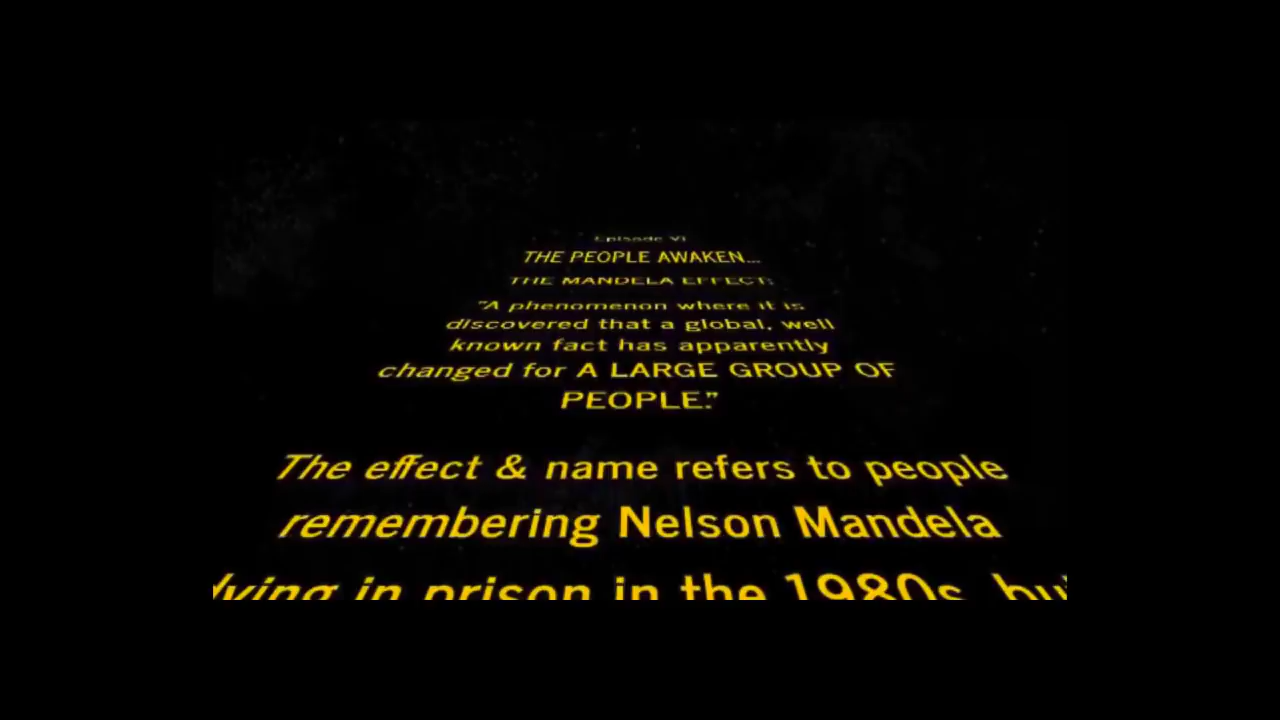 Episode VI
THE PEOPLE AWAKEN...
THE MANDELA EFFECT:
"A phenomenon where it is
discovered that a global, well
known fact has apparently
changed for A LARGE GROUP OF
PEOPLE."
The effect & name refers to people
remembering Nelson Mandela
dying in prison in the 1980s, but